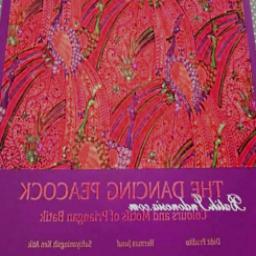 THE DANCING PEACOCK
Batik Indonesia.com
Colours and Motifs of Priangan Batik
Didit Pradito
Herman Jusuf
Saftiyaningsih Ken Atik